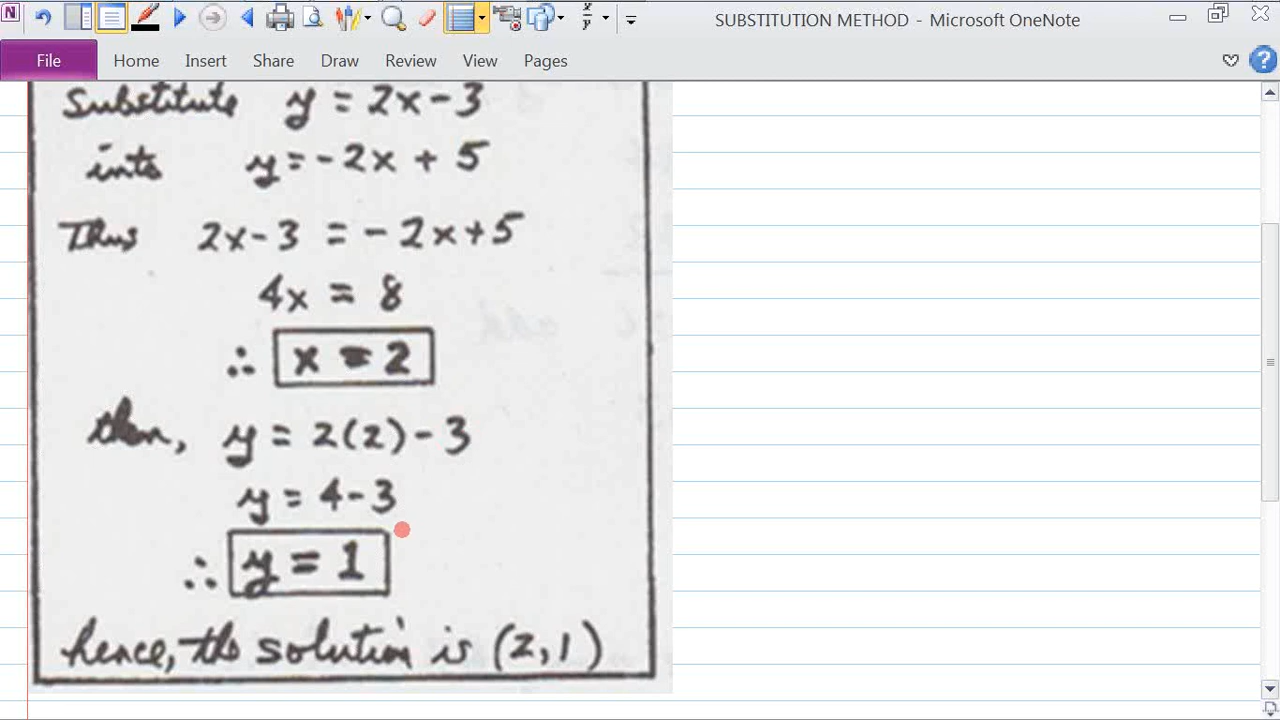 SUBSTITUTION METHOD - Microsoft OneNote
File Home Insert Share Draw Review View Pages
Substitute y = 2x - 3
into y = -2x + 5
Thus 2x - 3 = -2x + 5
4x = 8
∴ x = 2
then, y = 2(2) - 3
y = 4 - 3
∴ y = 1
hence, the solution is (2, 1)